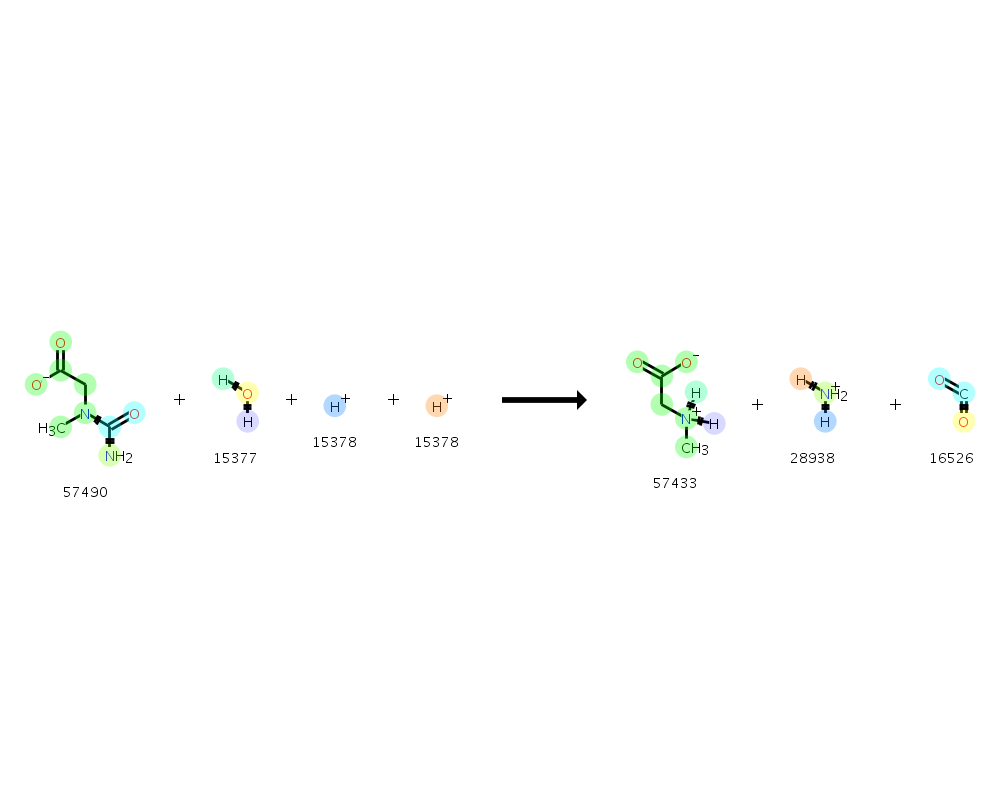 O
O⁻
N
O
H₃C
NH₂
57490
+
H
O
H
15377
+
H⁺
15378
+
H⁺
15378
O
O⁻
H
N⁺
H
CH₃
57433
+
H
NH₂⁺
H
28938
+
O
C
O
16526